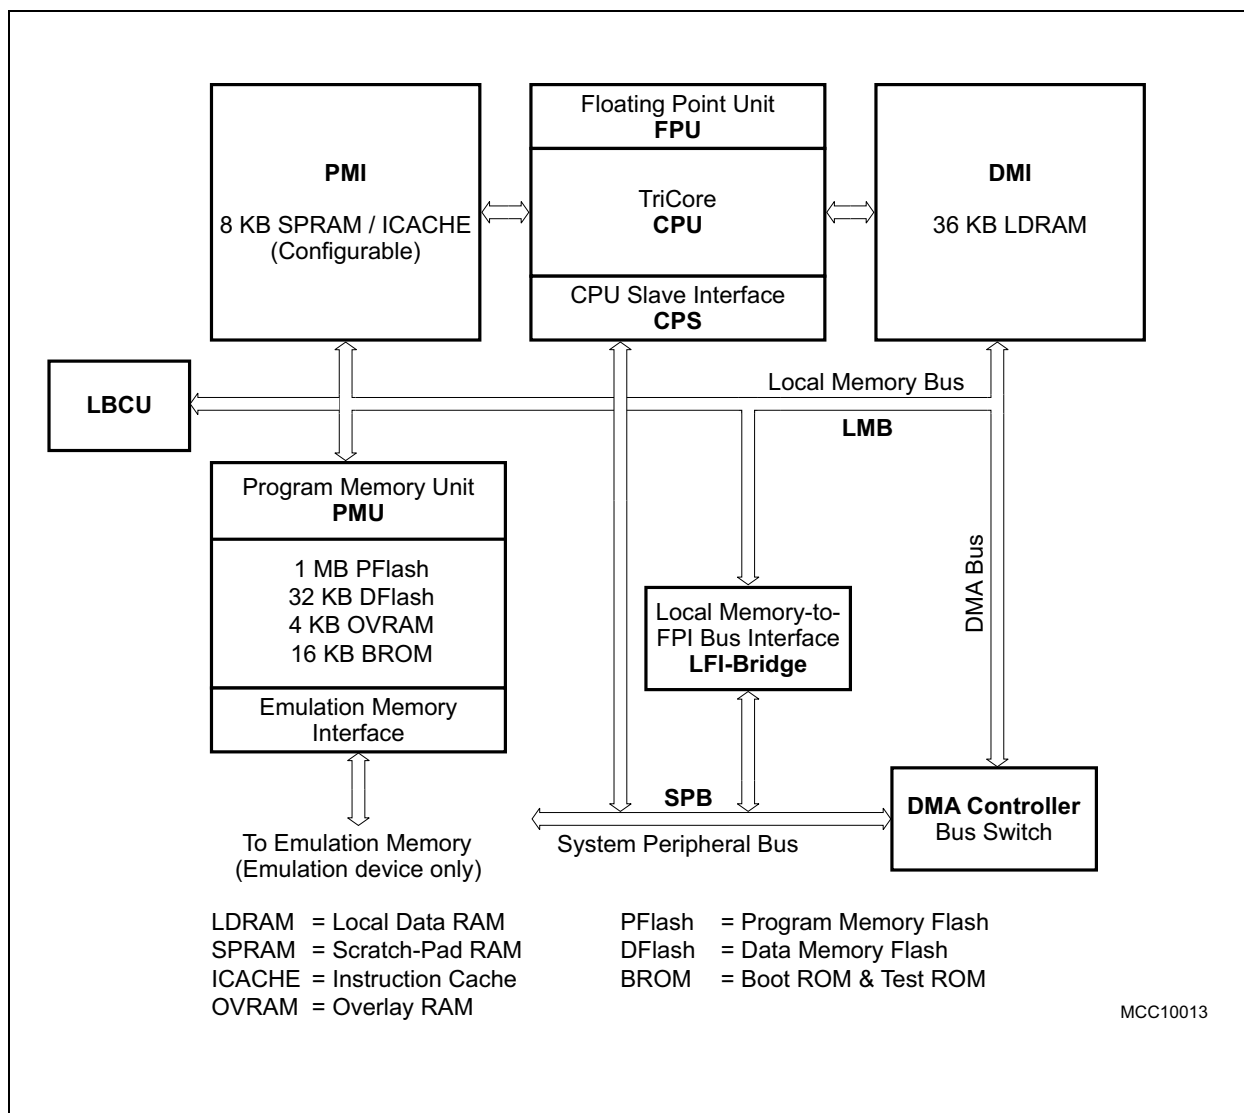 PMI
8 KB SPRAM / ICACHE
(Configurable)
Floating Point Unit
FPU
TriCore
CPU
CPU Slave Interface
CPS
DMI
36 KB LDRAM
LBCU
Local Memory Bus
LMB
Program Memory Unit
PMU
1 MB PFlash
32 KB DFlash
4 KB OVRAM
16 KB BROM
Emulation Memory
Interface
To Emulation Memory
(Emulation device only)
Local Memory-to-
FPI Bus Interface
LFI-Bridge
DMA Bus
SPB
System Peripheral Bus
DMA Controller
Bus Switch
LDRAM = Local Data RAM
SPRAM = Scratch-Pad RAM
ICACHE = Instruction Cache
OVRAM = Overlay RAM
PFlash = Program Memory Flash
DFlash = Data Memory Flash
BROM = Boot ROM & Test ROM
MCC10013